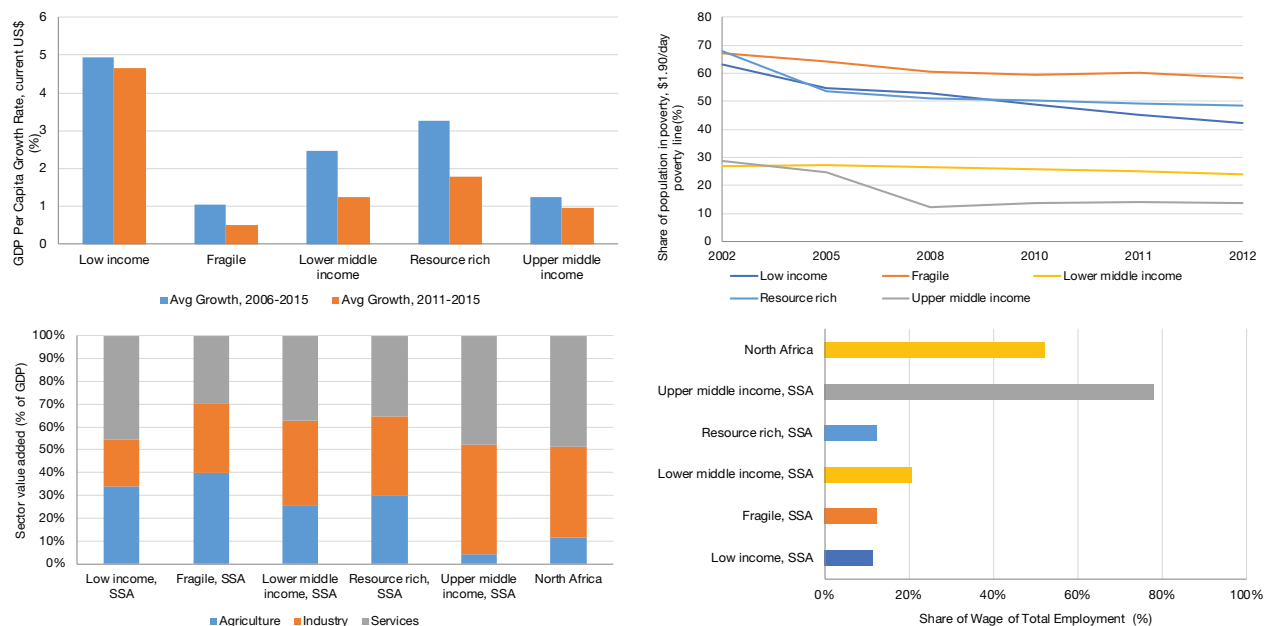 GDP Per Capita Growth Rate, current US$
(%)
6
5
4
3
2
1
0
Low income
Fragile
Lower middle
income
Resource rich
Upper middle
income
Avg Growth, 2006-2015
Avg Growth, 2011-2015
Share of population in poverty, $1.90/day
poverty line(%)
80
70
60
50
40
30
20
10
0
2002
2005
2008
2010
2011
2012
Low income
Fragile
Lower middle income
Resource rich
Upper middle income
Sector value added (% of GDP)
100%
90%
80%
70%
60%
50%
40%
30%
20%
10%
0%
Low income,
SSA
Fragile, SSA
Lower middle
income, SSA
Resource rich,
SSA
Upper middle
income, SSA
North Africa
Agriculture
Industry
Services
North Africa
Upper middle income, SSA
Resource rich, SSA
Lower middle income, SSA
Fragile, SSA
Low income, SSA
0%
20%
40%
60%
80%
100%
Share of Wage of Total Employment (%)